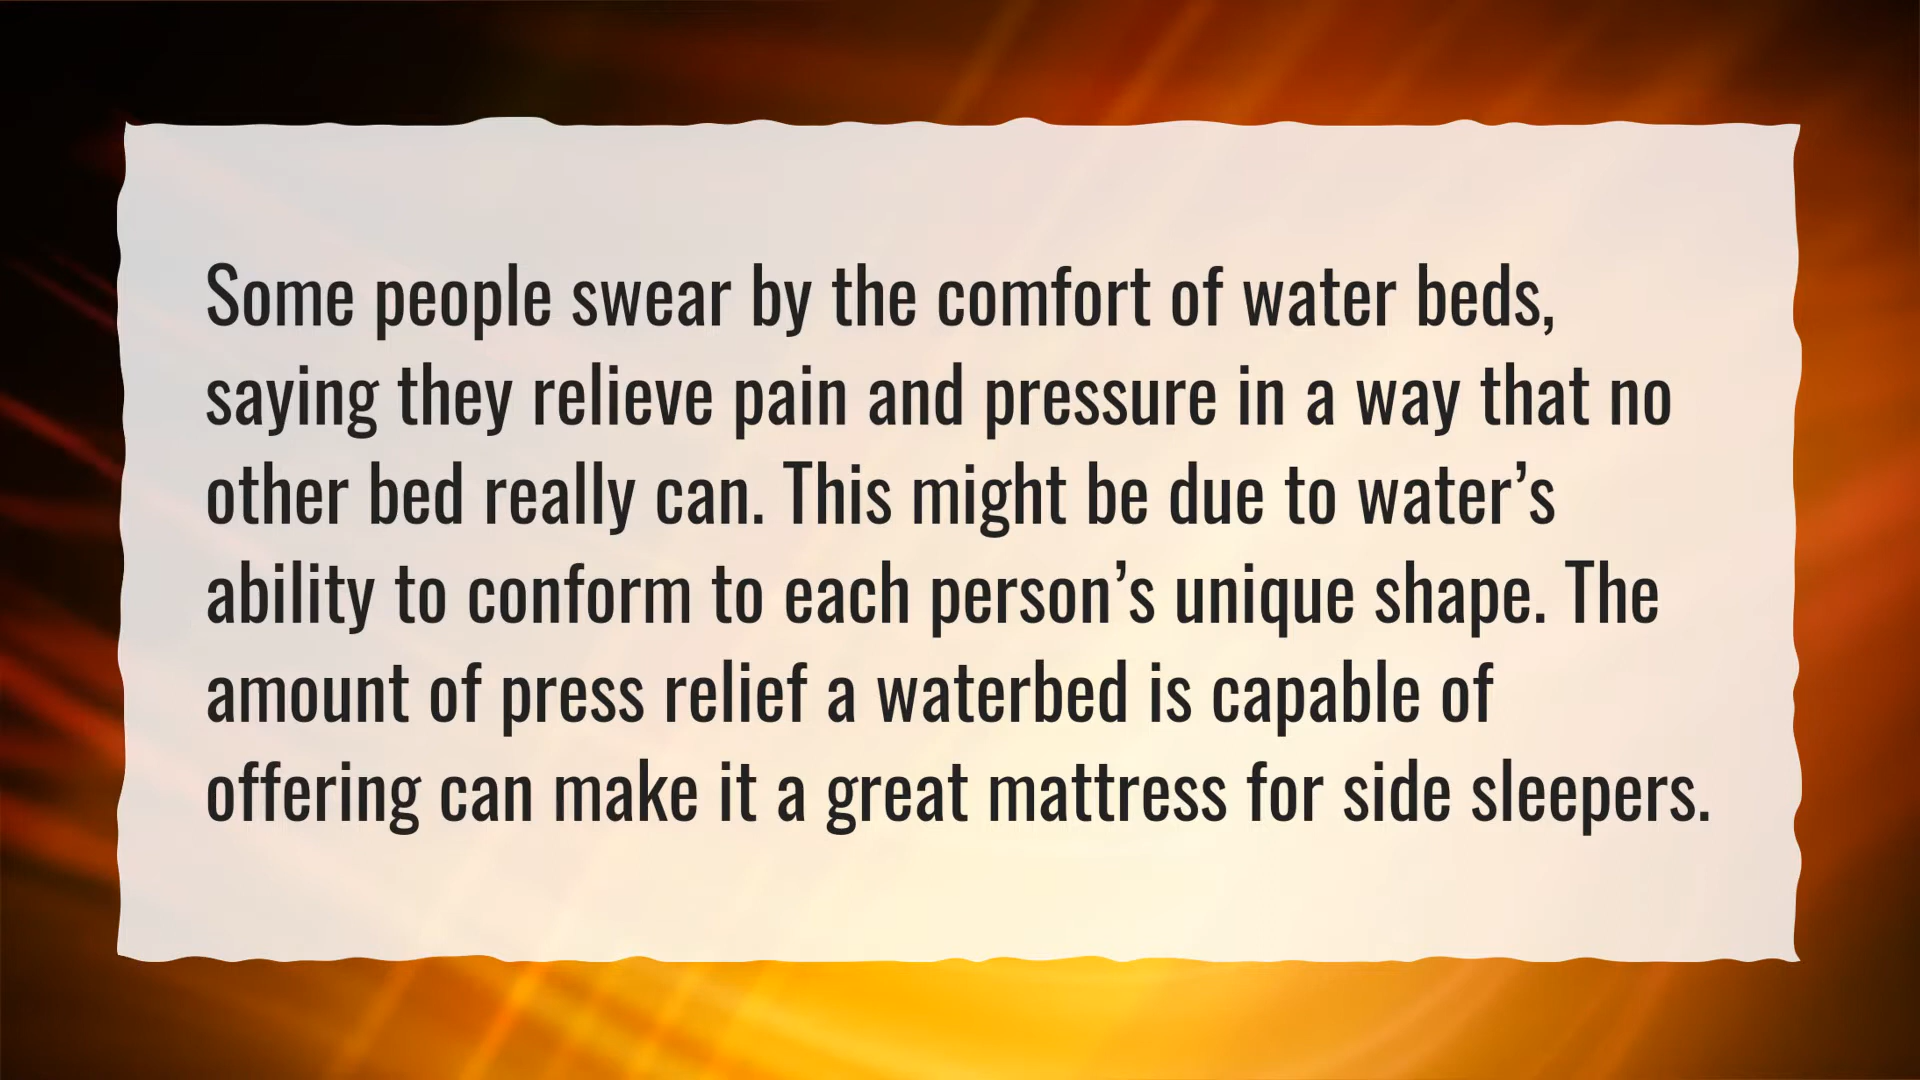 Some people swear by the comfort of water beds,
saying they relieve pain and pressure in a way that no
other bed really can. This might be due to water’s
ability to conform to each person’s unique shape. The
amount of press relief a waterbed is capable of
offering can make it a great mattress for side sleepers.